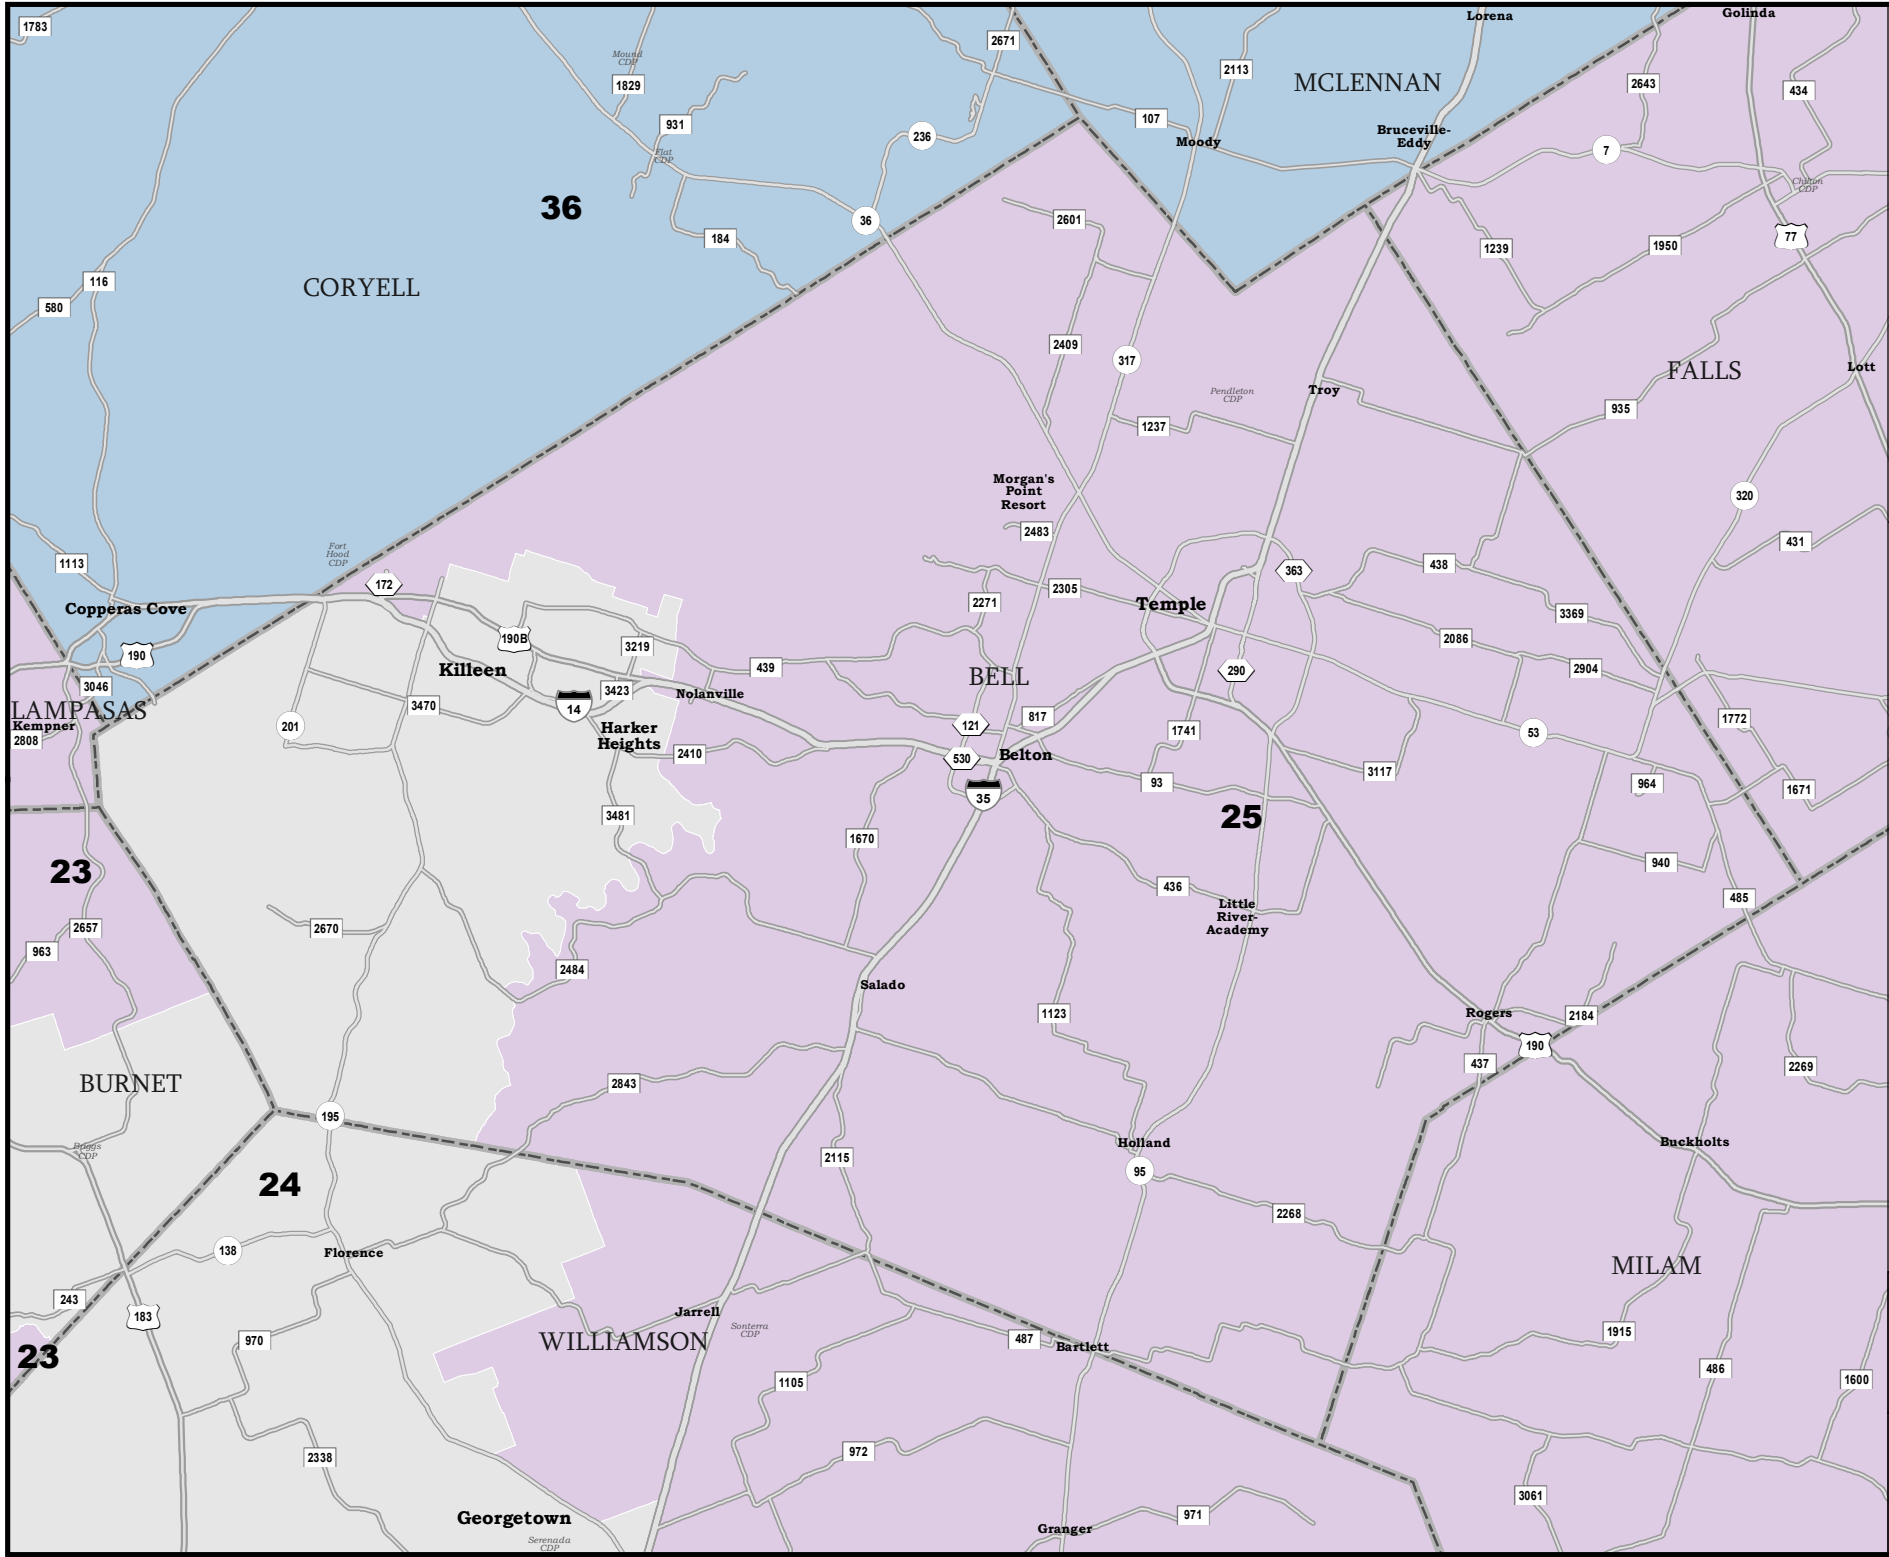 1783
Mound
CDP
1829
2671
Lorena
Golinda
2113
MCLENNAN
2643
434
931
Flat
CDP
236
107
Moody
Bruceville-
Eddy
7
Chilton
CDP
36
36
184
2601
1239
1950
77
CORYELL
116
580
2409
317
Pendleton
CDP
1237
Troy
FALLS
Lott
935
Morgan's
Point
Resort
2483
320
431
1113
Fort
Hood
CDP
172
363
438
Copperas Cove
2271
2305
Temple
3369
190
190B
3219
2086
2904
Killeen
439
BELL
290
3046
LAMPASAS
Kempner
2808
201
3470
14
3423
Nolanville
Harker
Heights
121
817
1741
53
1772
2410
530
Belton
93
3117
964
1671
35
3481
1670
25
23
940
436
485
Little
River-
Academy
2657
963
2670
2484
Salado
1123
Rogers
2184
190
437
2269
BURNET
2843
195
Boggs
CDP
2115
Holland
95
Buckholts
24
2268
138
Florence
MILAM
243
183
Jarrell
Sonterra
CDP
WILLIAMSON
487
Bartlett
1915
970
23
1105
486
1600
972
2338
3061
Georgetown
Serenada
CDP
Granger
971